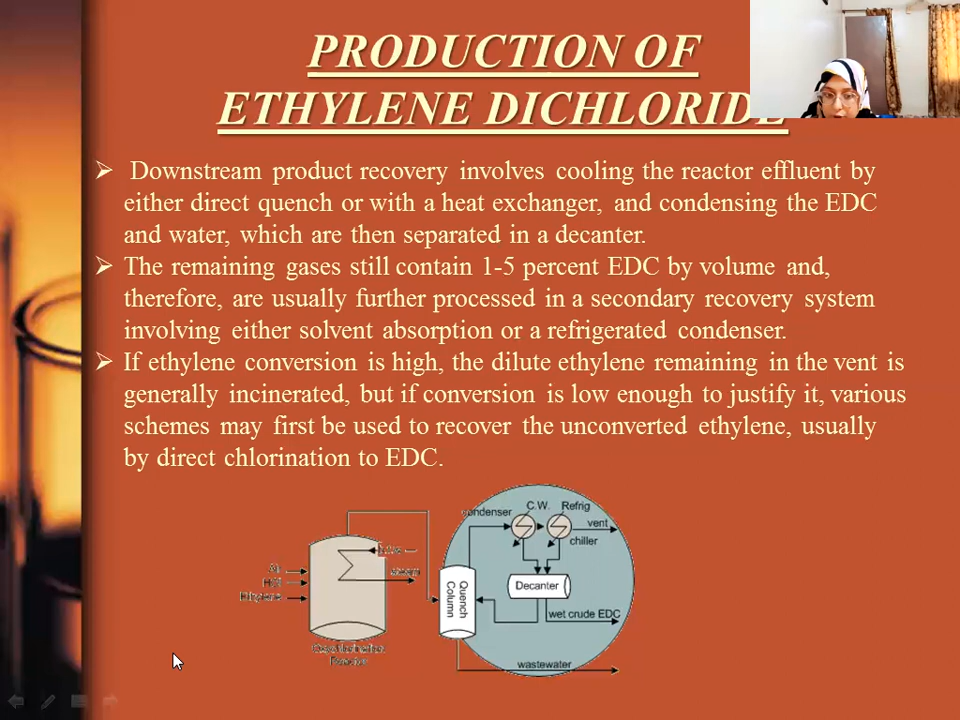 PRODUCTION OF
ETHYLENE DICHLORIDE
➢ Downstream product recovery involves cooling the reactor effluent by
either direct quench or with a heat exchanger, and condensing the EDC
and water, which are then separated in a decanter.
➢ The remaining gases still contain 1-5 percent EDC by volume and,
therefore, are usually further processed in a secondary recovery system
involving either solvent absorption or a refrigerated condenser.
➢ If ethylene conversion is high, the dilute ethylene remaining in the vent is
generally incinerated, but if conversion is low enough to justify it, various
schemes may first be used to recover the unconverted ethylene, usually
by direct chlorination to EDC.
condenser
C.W.
Refrig
vent
chiller
Air
HCl
Ethylene
steam
Quench
Column
Decanter
wet crude EDC
Oxychlorination
Reactor
wastewater